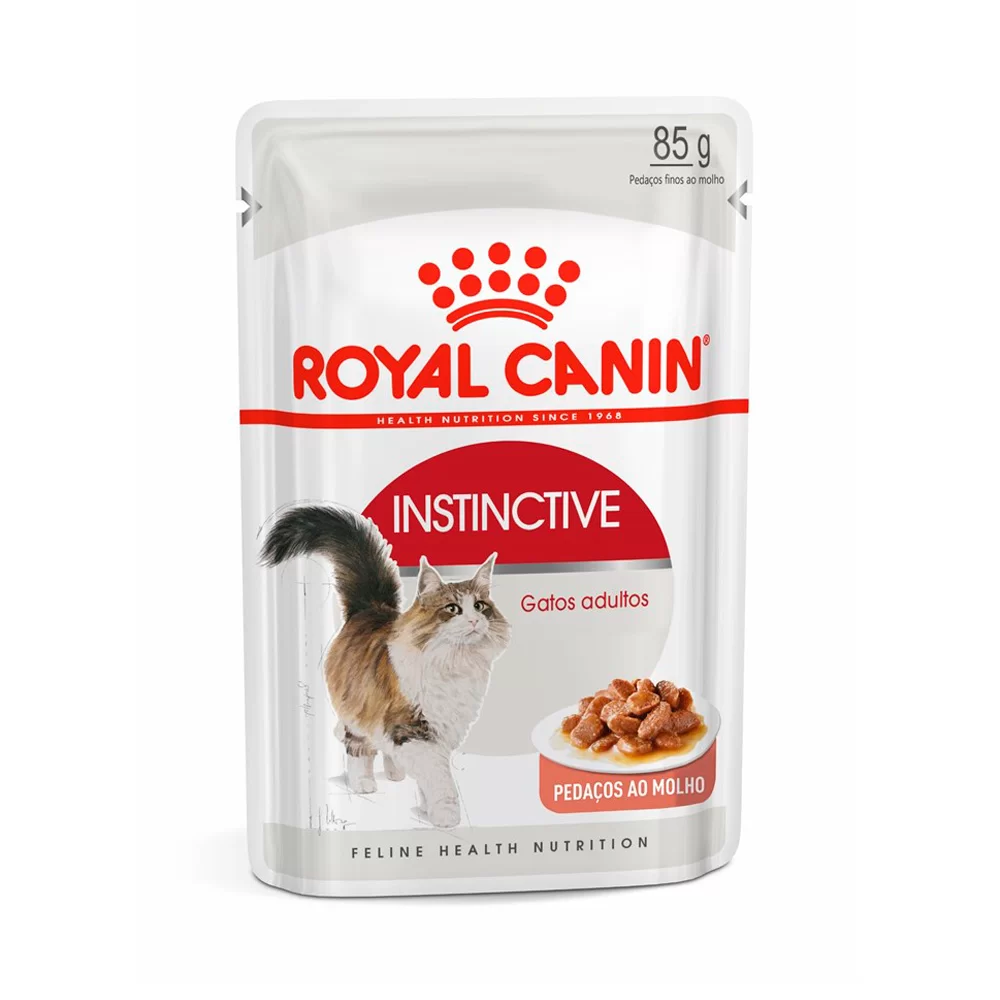 85 g
Pedaços finos ao molho
ROYAL CANIN®
HEALTH NUTRITION SINCE 1968
INSTINCTIVE
Gatos adultos
PEDAÇOS AO MOLHO
FELINE HEALTH NUTRITION